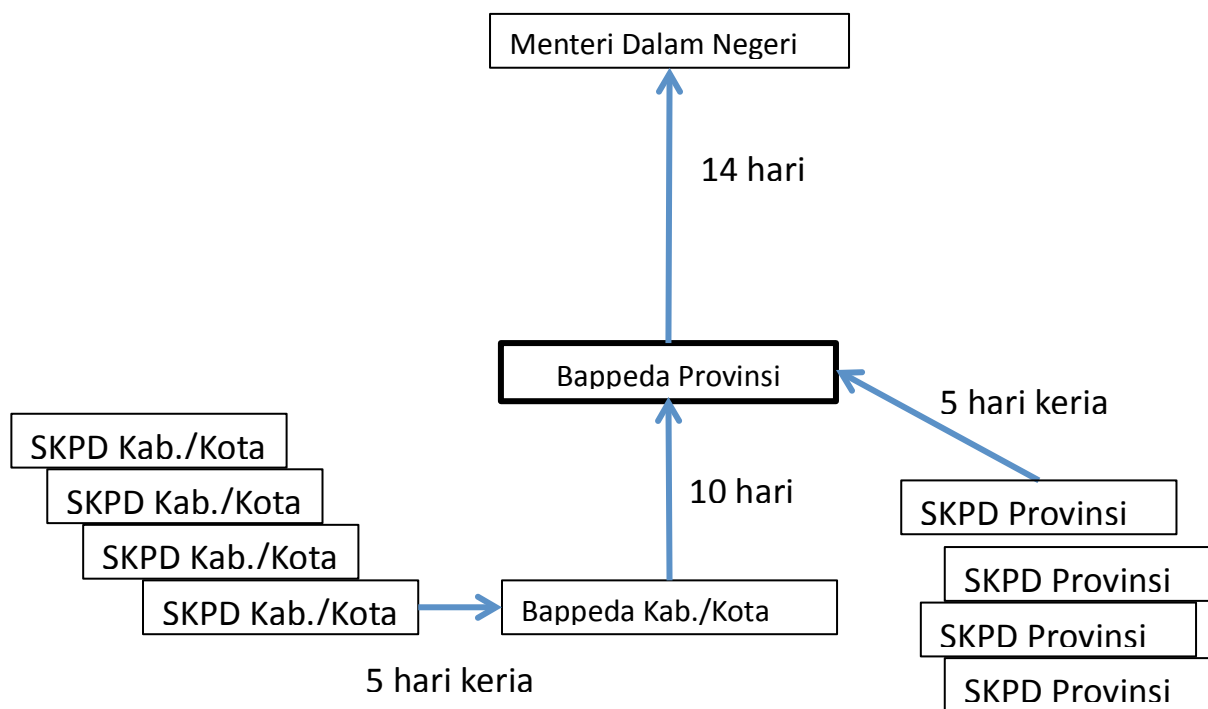 Menteri Dalam Negeri
14 hari
Bappeda Provinsi
5 hari keria
SKPD Kab./Kota
SKPD Kab./Kota
SKPD Kab./Kota
SKPD Kab./Kota
10 hari
SKPD Provinsi
SKPD Provinsi
SKPD Provinsi
SKPD Provinsi
Bappeda Kab./Kota
5 hari keria